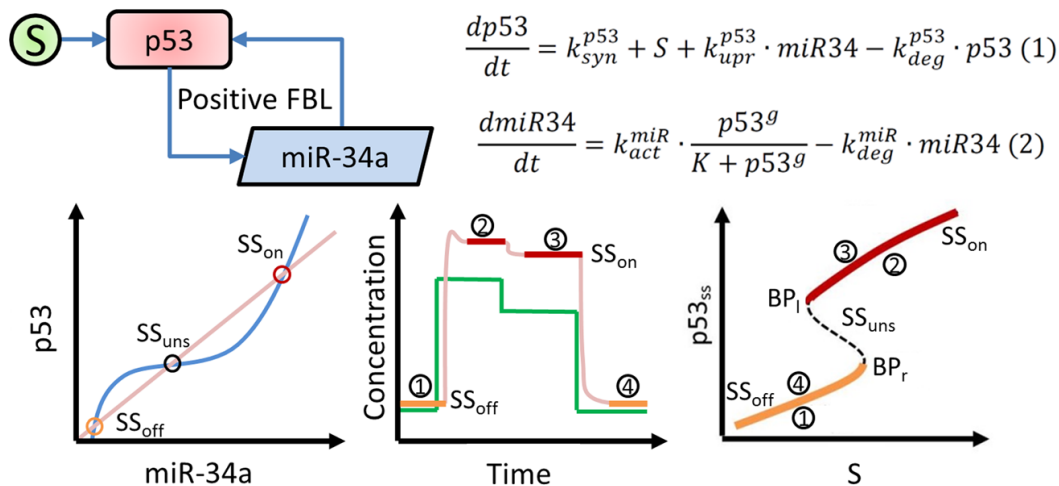 S
p53
Positive FBL
miR-34a
dp53/dt = k_syn^p53 + S + k_upr^p53 · miR34 − k_deg^p53 · p53 (1)
dmiR34/dt = k_act^miR · p53^g/(K + p53^g) − k_deg^miR · miR34 (2)
p53
SS_on
SS_uns
SS_off
miR-34a
Concentration
②
③
SS_on
①
SS_off
④
Time
p53_ss
③
SS_on
②
BP_l
SS_uns
BP_r
SS_off
④
①
S